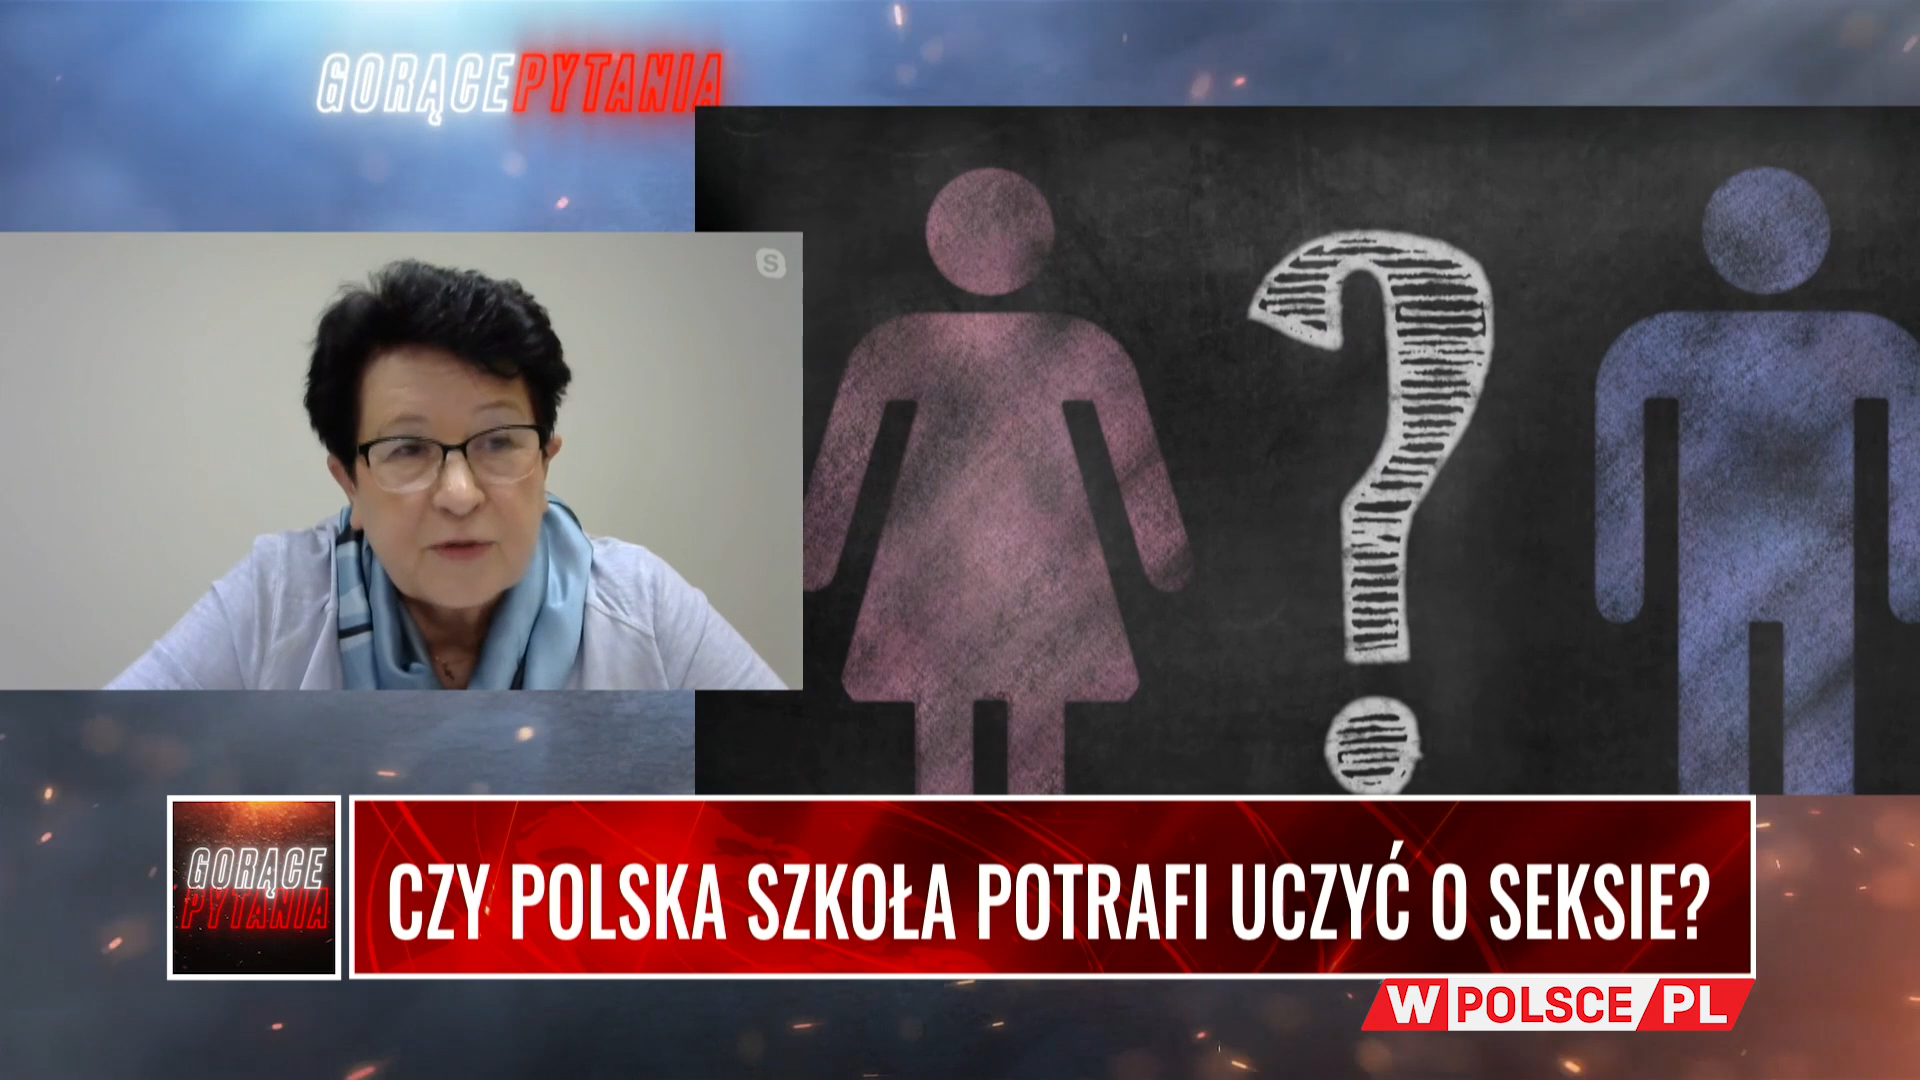 GORĄCE PYTANIA
S
GORĄCE
PYTANIA
CZY POLSKA SZKOŁA POTRAFI UCZYĆ O SEKSIE?
WPOLSCE/PL